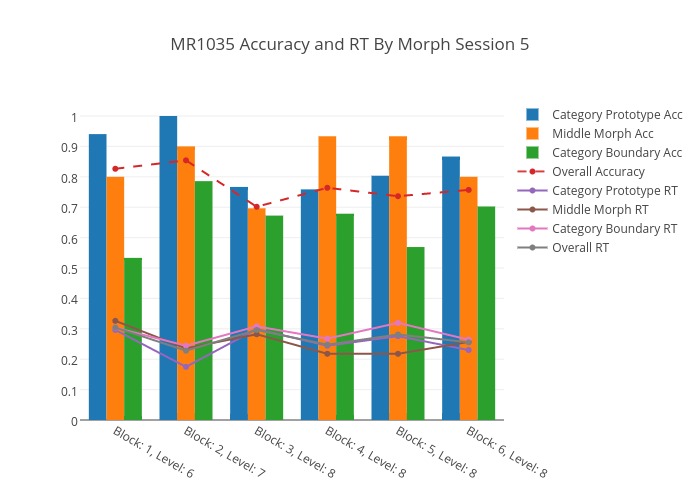 MR1035 Accuracy and RT By Morph Session 5
1
0.9
0.8
0.7
0.6
0.5
0.4
0.3
0.2
0.1
0
Block: 1, Level: 6
Block: 2, Level: 7
Block: 3, Level: 8
Block: 4, Level: 8
Block: 5, Level: 8
Block: 6, Level: 8
Category Prototype Acc
Middle Morph Acc
Category Boundary Acc
Overall Accuracy
Category Prototype RT
Middle Morph RT
Category Boundary RT
Overall RT